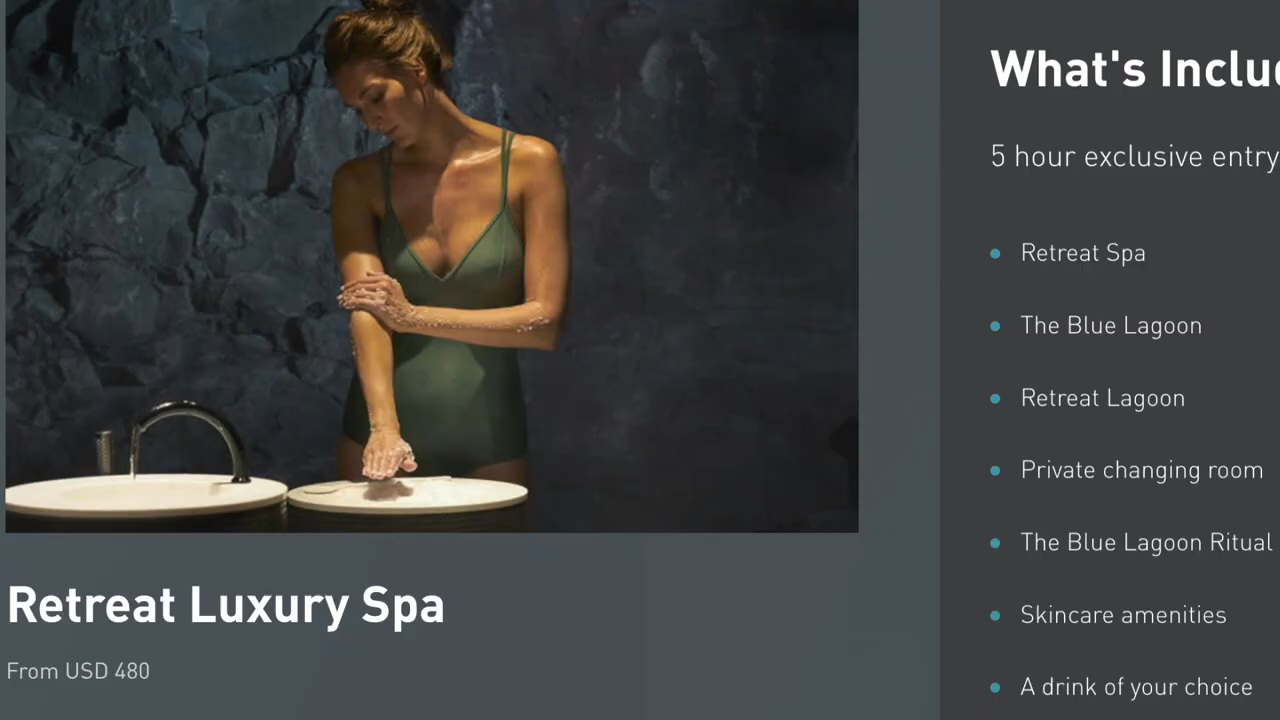 Retreat Luxury Spa
From USD 480
What's
5 hour exclusive entry
Retreat Spa
The Blue Lagoon
Retreat Lagoon
Private changing room
The Blue Lagoon Ritual
Skincare amenities
A drink of your choice